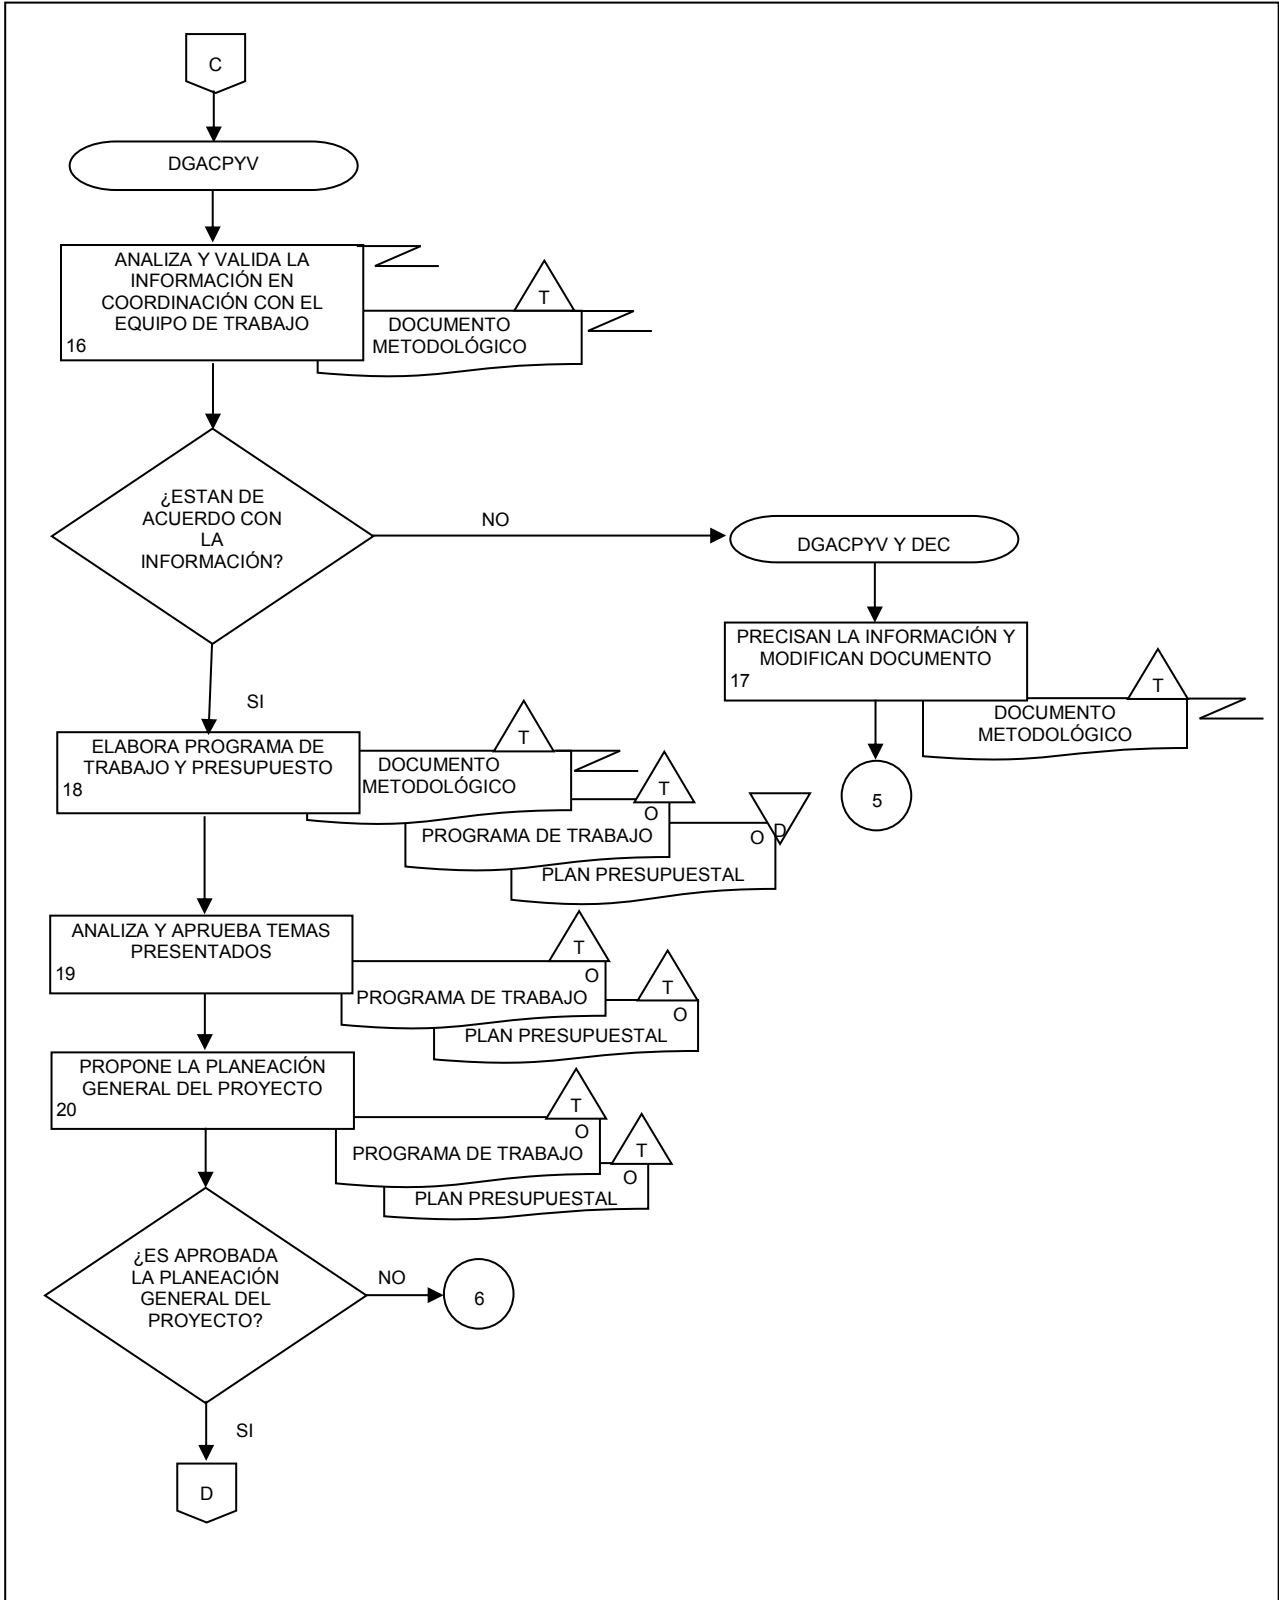 C
DGACPYV
ANALIZA Y VALIDA LA
INFORMACIÓN EN
COORDINACIÓN CON EL
EQUIPO DE TRABAJO
16
T
DOCUMENTO
METODOLÓGICO
¿ESTAN DE
ACUERDO CON
LA
INFORMACIÓN?
NO
DGACPYV Y DEC
PRECISAN LA INFORMACIÓN Y
MODIFICAN DOCUMENTO
17
T
DOCUMENTO
METODOLÓGICO
5
SI
ELABORA PROGRAMA DE
TRABAJO Y PRESUPUESTO
18
T
DOCUMENTO
METODOLÓGICO
T
O
PROGRAMA DE TRABAJO
D
O
PLAN PRESUPUESTAL
ANALIZA Y APRUEBA TEMAS
PRESENTADOS
19
T
O
PROGRAMA DE TRABAJO
T
O
PLAN PRESUPUESTAL
PROPONE LA PLANEACIÓN
GENERAL DEL PROYECTO
20
T
O
PROGRAMA DE TRABAJO
T
O
PLAN PRESUPUESTAL
¿ES APROBADA
LA PLANEACIÓN
GENERAL DEL
PROYECTO?
NO
6
SI
D